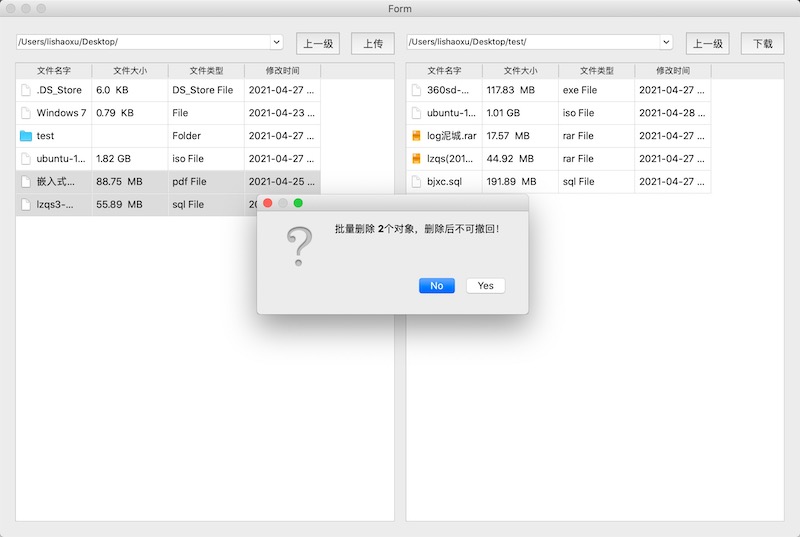 Form
/Users/lishaoxu/Desktop/ 上一级 上传
/Users/lishaoxu/Desktop/test/ 上一级 下载
文件名字 文件大小 文件类型 修改时间
.DS_Store 6.0 KB DS_Store File 2021-04-27 ...
Windows 7 0.79 KB File 2021-04-23 ...
test Folder 2021-04-27 ...
ubuntu-1... 1.82 GB iso File 2021-04-27 ...
嵌入式... 88.75 MB pdf File 2021-04-25 ...
lzqs3-... 55.89 MB sql File 20
文件名字 文件大小 文件类型 修改时间
360sd-... 117.83 MB exe File 2021-04-27 ...
ubuntu-1... 1.01 GB iso File 2021-04-28 ...
log泥城.rar 17.57 MB rar File 2021-04-27 ...
lzqs(201... 44.92 MB rar File 2021-04-27 ...
bjxc.sql 191.89 MB sql File 2021-04-27 ...
批量删除 2个对象，删除后不可撤回！
No Yes